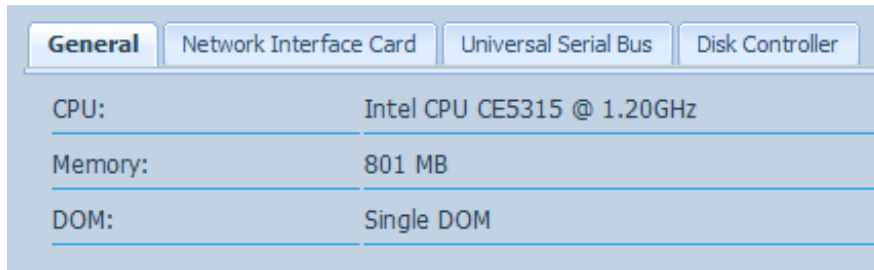 General Network Interface Card Universal Serial Bus Disk Controller
CPU: Intel CPU CE5315 @ 1.20GHz
Memory: 801 MB
DOM: Single DOM